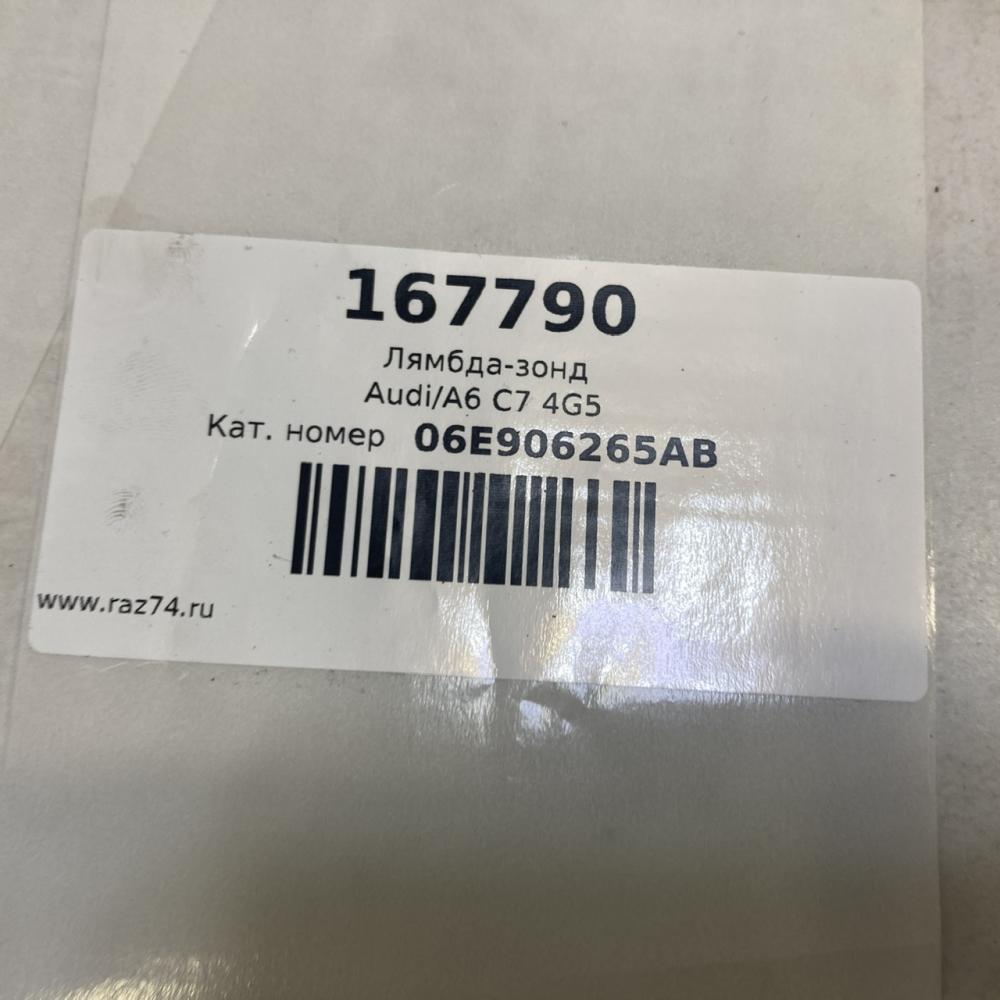 167790
Лямбда-зонд
Audi/A6 C7 4G5
Кат. номер 06E906265AB
www.raz74.ru